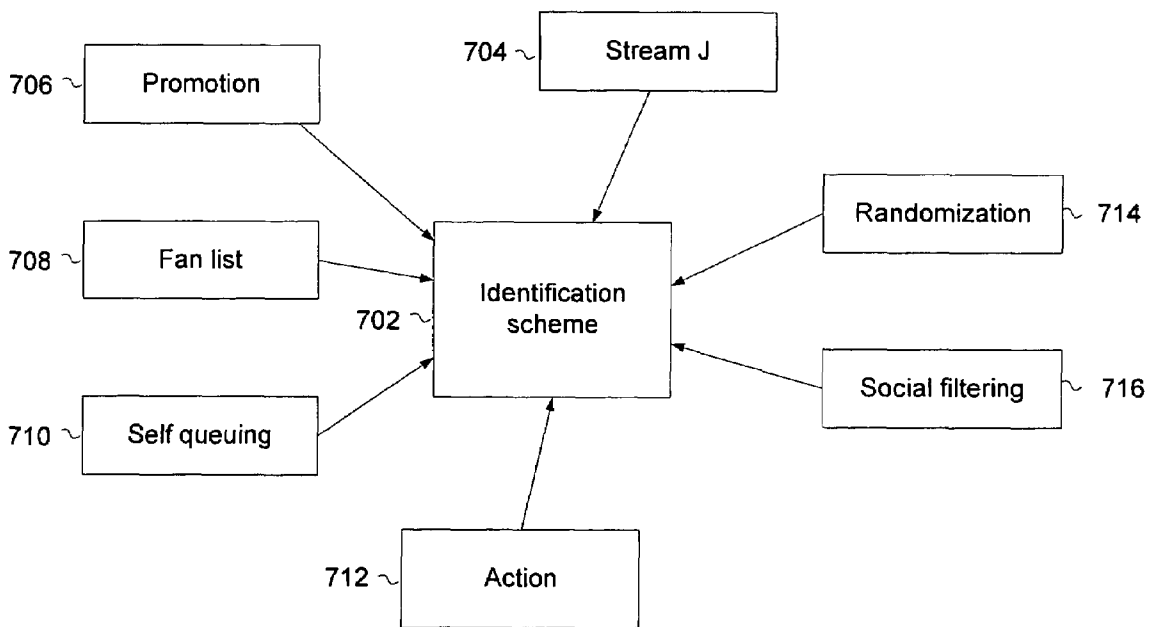 704 Stream J
706 Promotion
Randomization 714
708 Fan list
Identification
scheme
702
Social filtering 716
710 Self queuing
712 Action